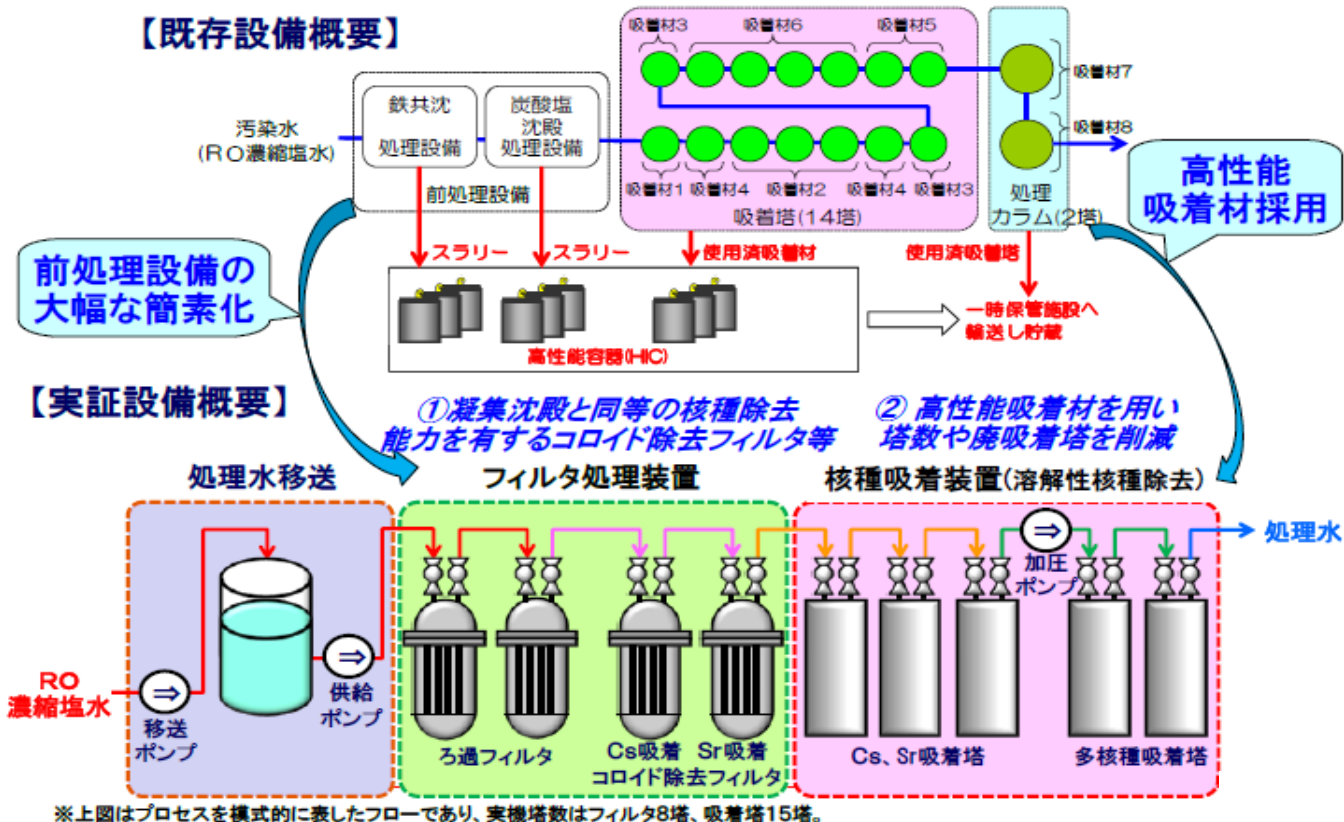 【既存設備概要】
吸着材3
吸着材6
吸着材5
吸着材7
吸着材8
汚染水
(RO濃縮塩水)
鉄共沈
処理設備
炭酸塩
沈殿
処理設備
前処理設備
吸着材1
吸着材4
吸着材2
吸着材4
吸着材3
吸着塔(14塔)
処理
カラム(2塔)
高性能
吸着材採用
前処理設備の
大幅な簡素化
スラリー
スラリー
使用済吸着材
使用済吸着塔
高性能容器(HIC)
一時保管施設へ
輸送し貯蔵
【実証設備概要】
①凝集沈殿と同等の核種除去
能力を有するコロイド除去フィルタ等
② 高性能吸着材を用い
塔数や廃吸着塔を削減
処理水移送
フィルタ処理装置
核種吸着装置(溶解性核種除去)
RO
濃縮塩水
⇒
移送
ポンプ
⇒
供給
ポンプ
ろ過フィルタ
Cs吸着 Sr吸着
コロイド除去フィルタ
Cs、Sr吸着塔
⇒
加圧
ポンプ
多核種吸着塔
処理水
※上図はプロセスを模式的に表したフローであり、実機塔数はフィルタ8塔、吸着塔15塔。